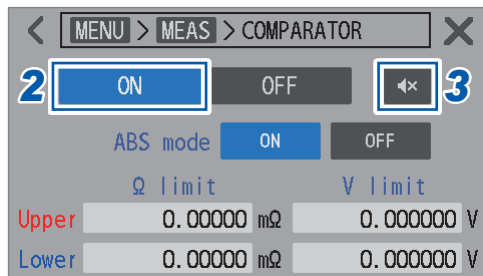 MENU > MEAS > COMPARATOR
2 ON OFF 3
ABS mode ON OFF
Ω limit V limit
Upper 0.00000 mΩ 0.000000 V
Lower 0.00000 mΩ 0.000000 V